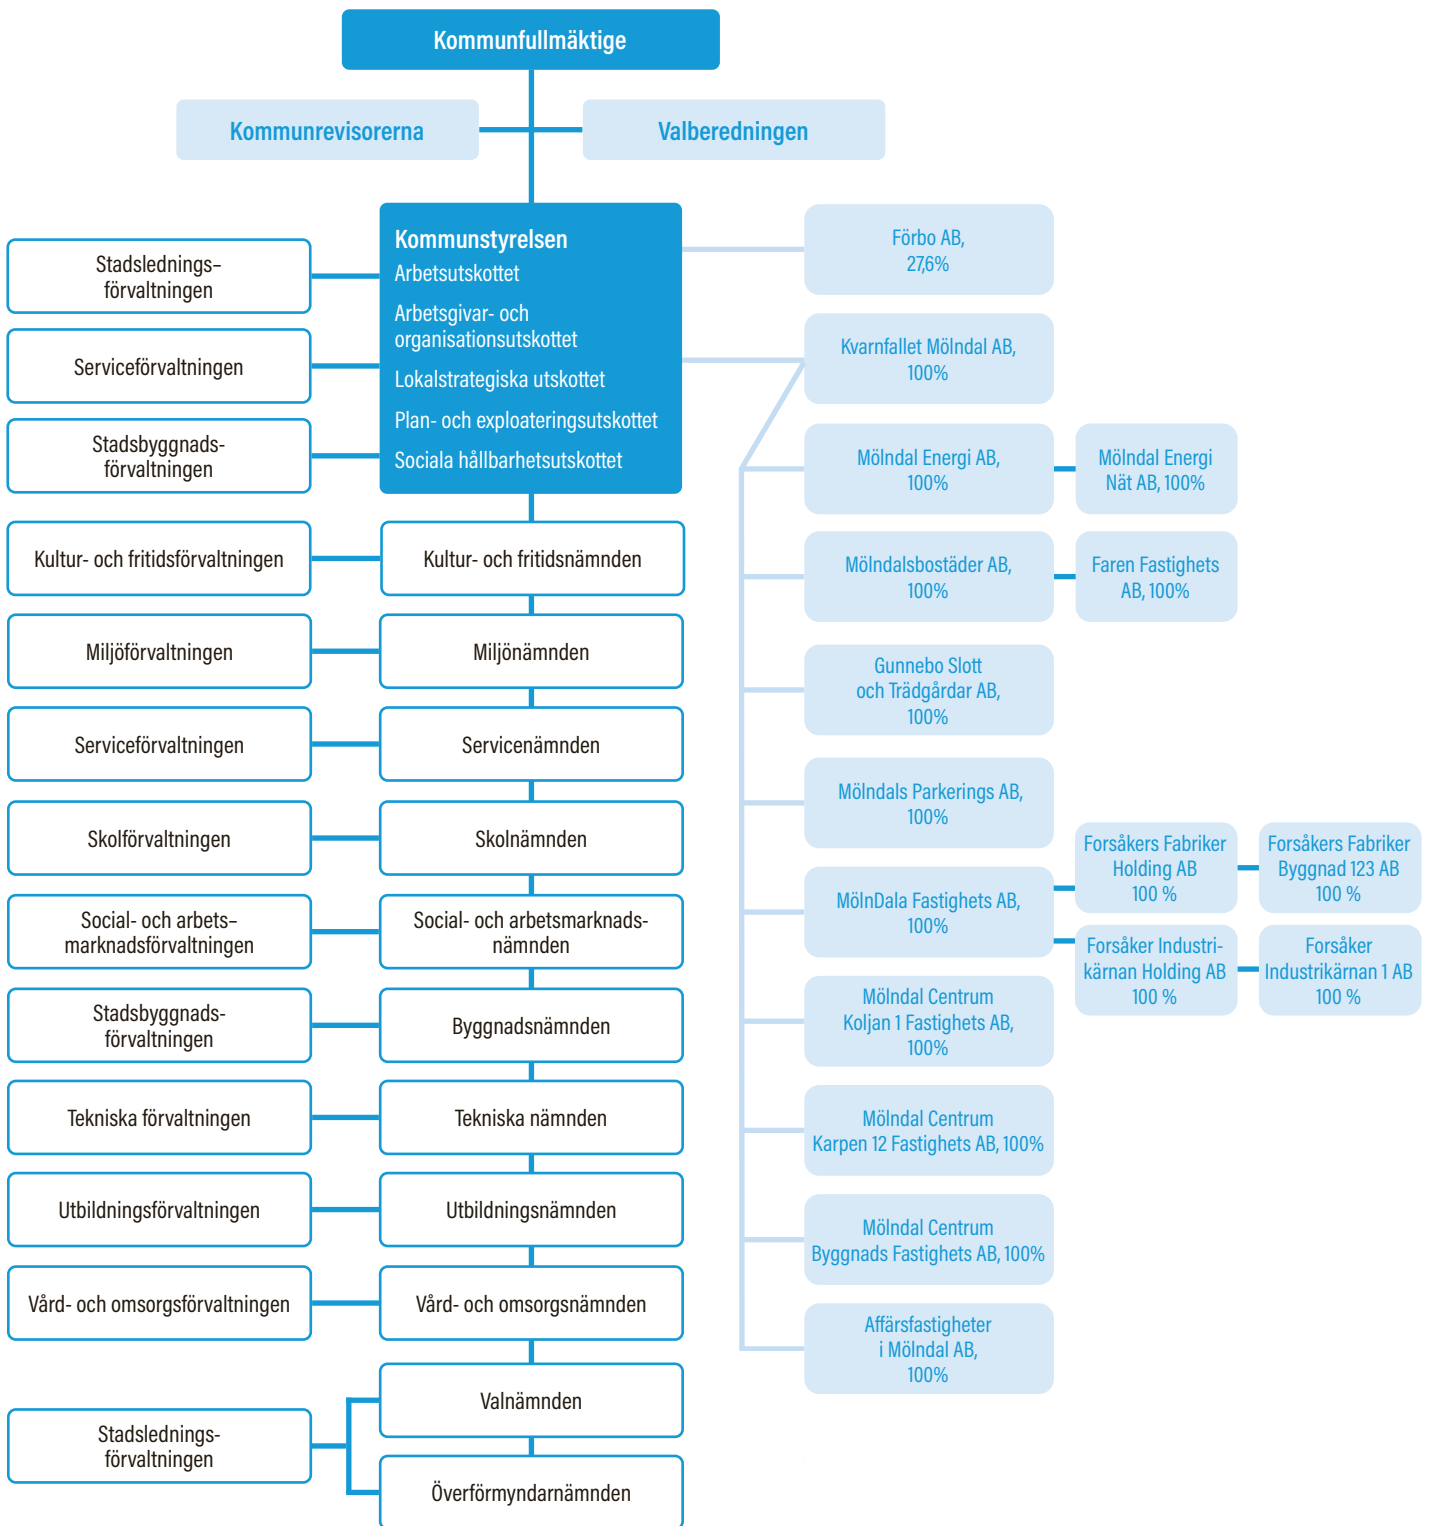 Kommunfullmäktige
Kommunrevisorerna
Valberedningen
Kommunstyrelsen
Arbetsutskottet
Arbetsgivar- och
organisationsutskottet
Lokalstrategiska utskottet
Plan- och exploateringsutskottet
Sociala hållbarhetsutskottet
Stadslednings–
förvaltningen
Serviceförvaltningen
Stadsbyggnads-
förvaltningen
Kultur- och fritidsförvaltningen
Kultur- och fritidsnämnden
Miljöförvaltningen
Miljönämnden
Serviceförvaltningen
Servicenämnden
Skolförvaltningen
Skolnämnden
Social- och arbets–
marknadsförvaltningen
Social- och arbetsmarknads-
nämnden
Stadsbyggnads-
förvaltningen
Byggnadsnämnden
Tekniska förvaltningen
Tekniska nämnden
Utbildningsförvaltningen
Utbildningsnämnden
Vård- och omsorgsförvaltningen
Vård- och omsorgsnämnden
Stadslednings-
förvaltningen
Valnämnden
Överförmyndarnämnden
Förbo AB,
27,6%
Kvarnfallet Mölndal AB,
100%
Mölndal Energi AB,
100%
Mölndal Energi
Nät AB, 100%
Mölndalsbostäder AB,
100%
Faren Fastighets
AB, 100%
Gunnebo Slott
och Trädgårdar AB,
100%
Mölndals Parkerings AB,
100%
MölnDala Fastighets AB,
100%
Forsåkers Fabriker
Holding AB
100 %
Forsåkers Fabriker
Byggnad 123 AB
100 %
Forsåker Industri-
kärnan Holding AB
100 %
Forsåker
Industrikärnan 1 AB
100 %
Mölndal Centrum
Koljan 1 Fastighets AB,
100%
Mölndal Centrum
Karpen 12 Fastighets AB, 100%
Mölndal Centrum
Byggnads Fastighets AB, 100%
Affärsfastigheter
i Mölndal AB,
100%